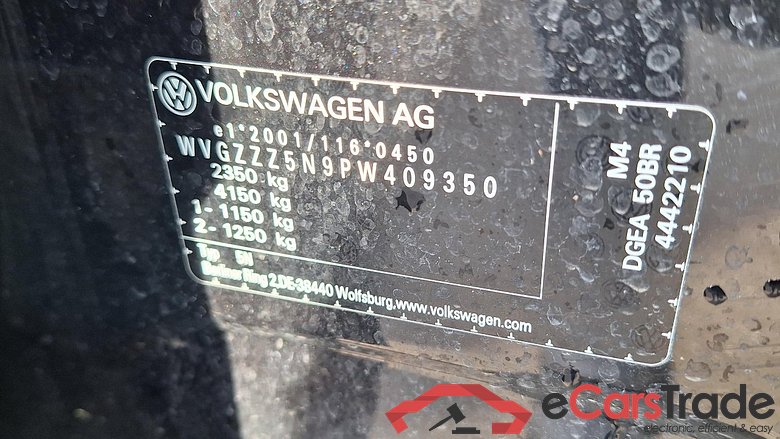 VOLKSWAGEN AG
e1*2001/116*0450
WVGZZZ5N9PW409350
2350 kg
4150 kg
1- 1150 kg
2- 1250 kg
Typ 5N
Berliner Ring 2,DE-38440 Wolfsburg,www.volkswagen.com
M4
DGEA 50BR
4442210
eCarsTrade
electronic, efficient & easy